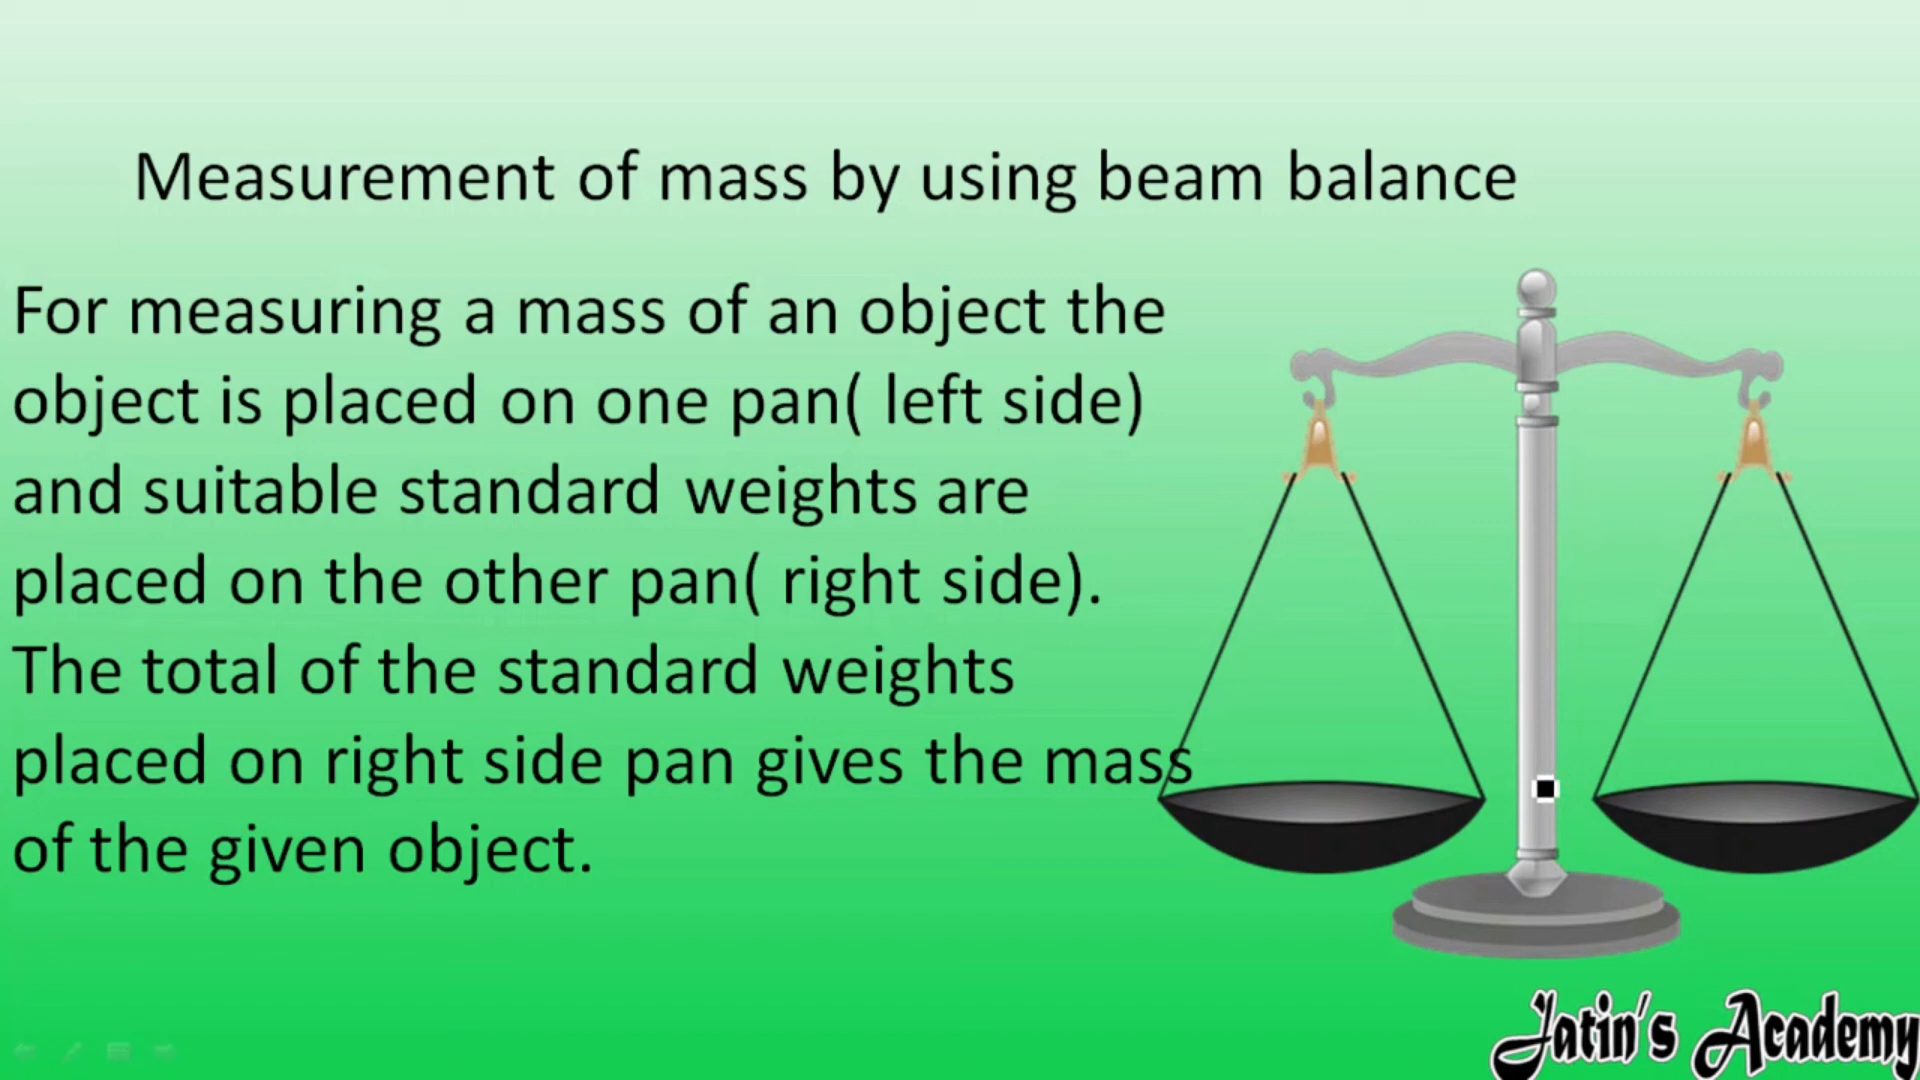 Measurement of mass by using beam balance
For measuring a mass of an object the
object is placed on one pan( left side)
and suitable standard weights are
placed on the other pan( right side).
The total of the standard weights
placed on right side pan gives the mass
of the given object.
Jatin's Academy